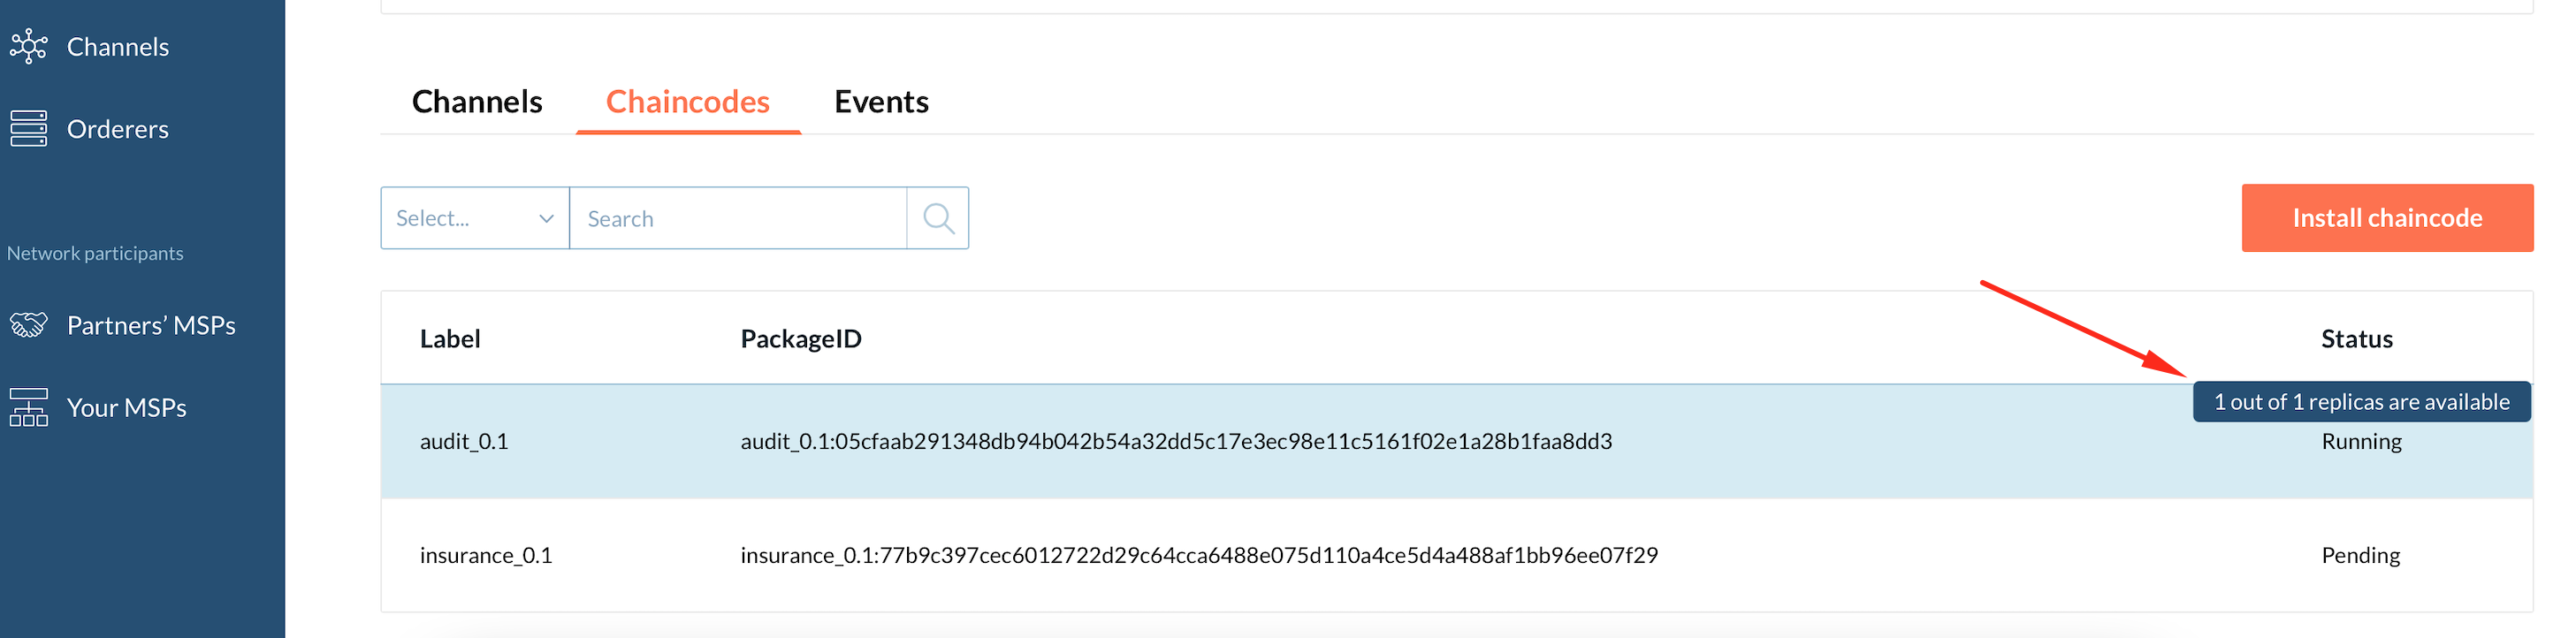 Channels
Orderers
Network participants
Partners’ MSPs
Your MSPs
Channels Chaincodes Events
Select... Search Install chaincode
Label PackageID Status
1 out of 1 replicas are available
audit_0.1 audit_0.1:05cfaab291348db94b042b54a32dd5c17e3ec98e11c5161f02e1a28b1faa8dd3 Running
insurance_0.1 insurance_0.1:77b9c397cec6012722d29c64cca6488e075d110a4ce5d4a488af1bb96ee07f29 Pending